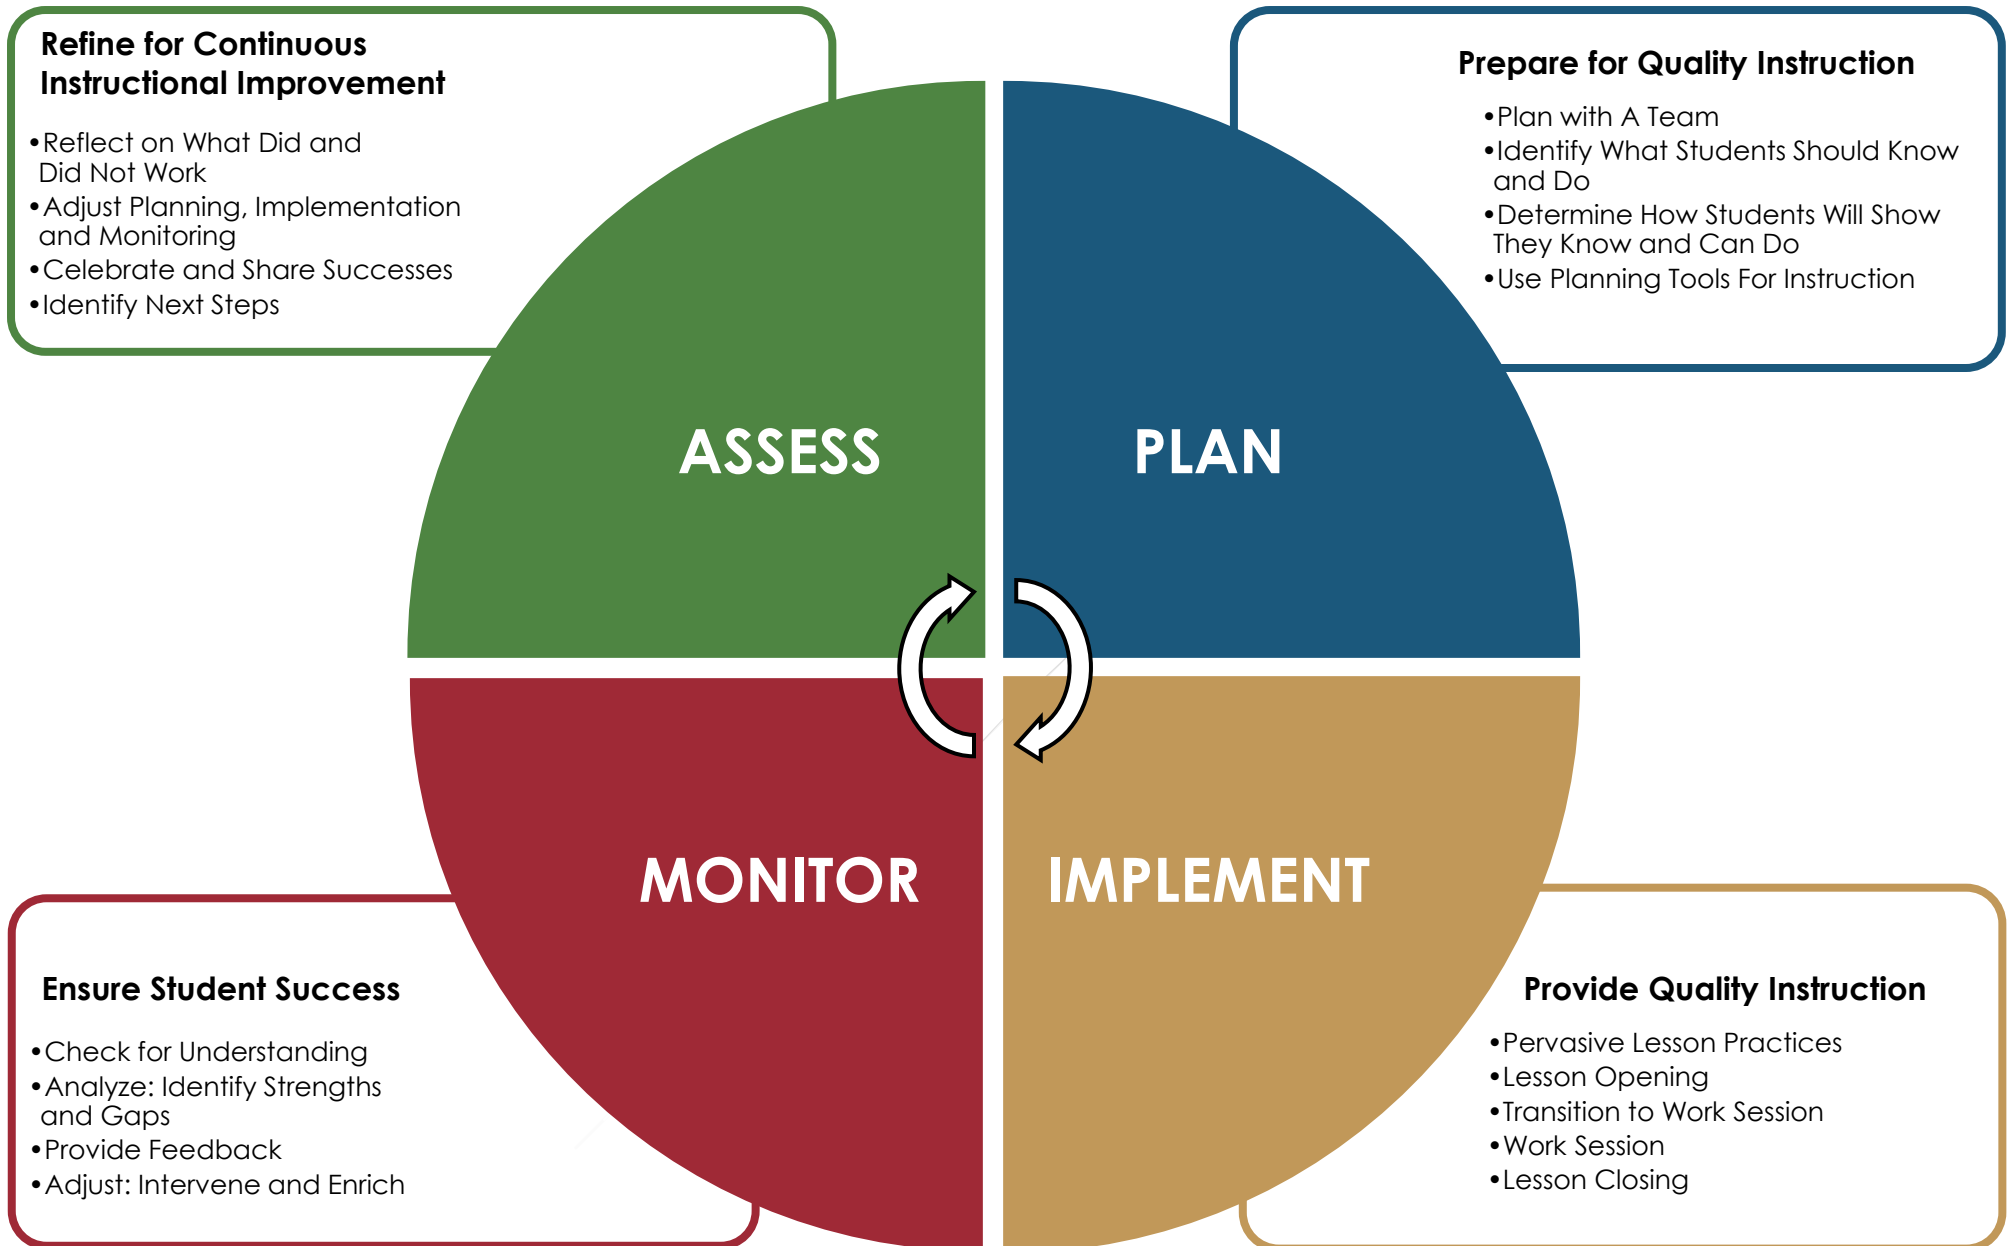 Refine for Continuous
Instructional Improvement
•Reflect on What Did and
Did Not Work
•Adjust Planning, Implementation
and Monitoring
•Celebrate and Share Successes
•Identify Next Steps
Prepare for Quality Instruction
•Plan with A Team
•Identify What Students Should Know
and Do
•Determine How Students Will Show
They Know and Can Do
•Use Planning Tools For Instruction
ASSESS
PLAN
MONITOR
IMPLEMENT
Ensure Student Success
•Check for Understanding
•Analyze: Identify Strengths
and Gaps
•Provide Feedback
•Adjust: Intervene and Enrich
Provide Quality Instruction
•Pervasive Lesson Practices
•Lesson Opening
•Transition to Work Session
•Work Session
•Lesson Closing